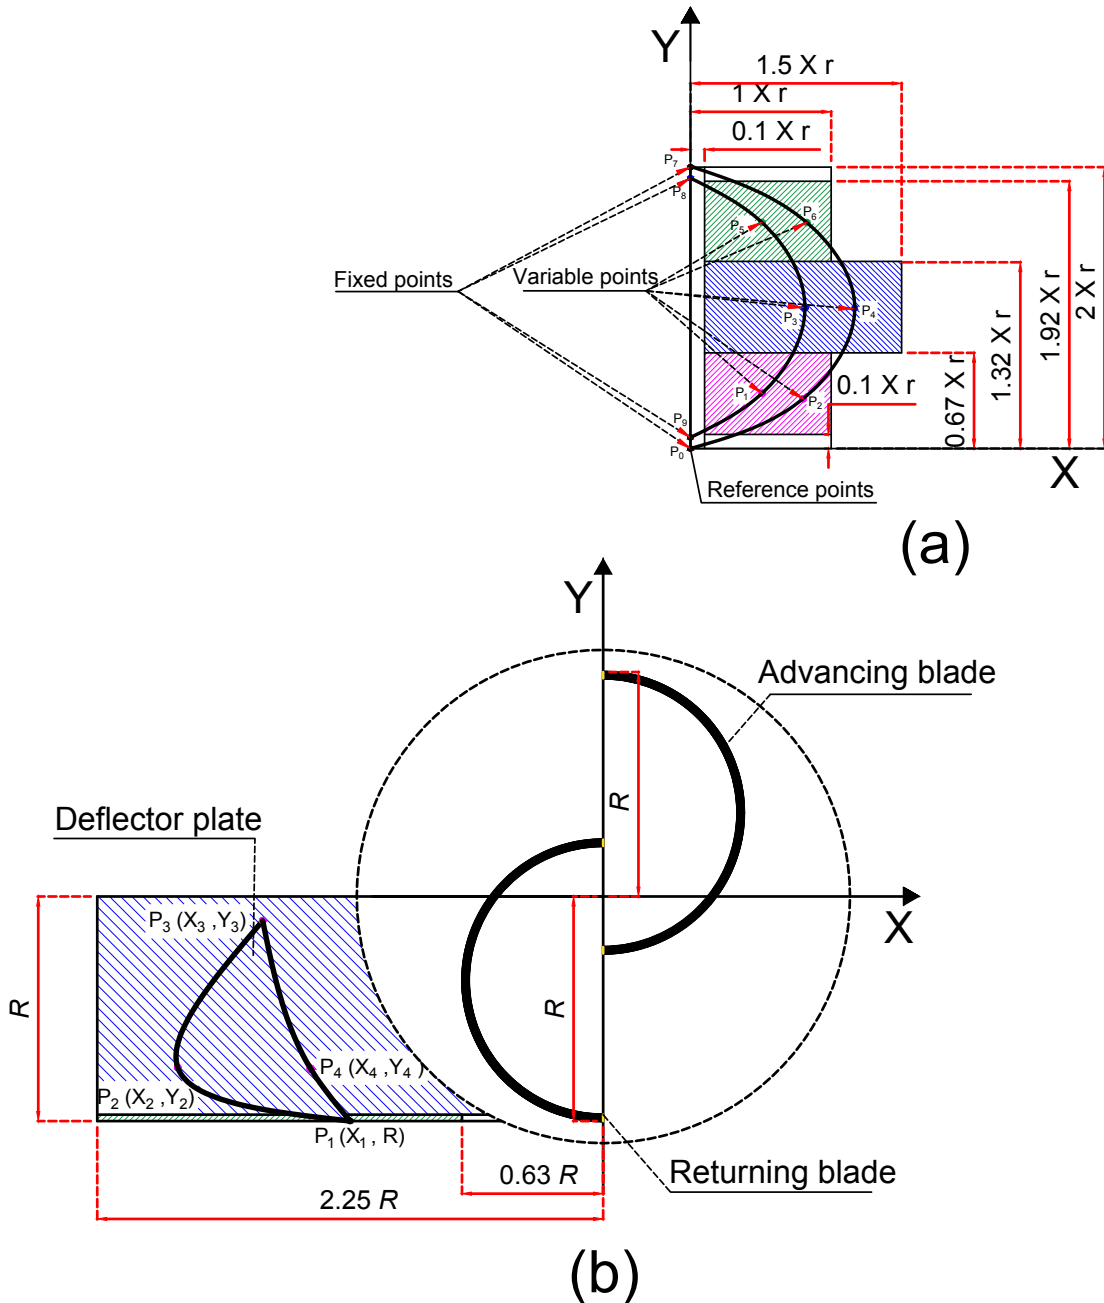 Y
1.5 X r
1 X r
0.1 X r
P7
P8
P5
P6
Fixed points
Variable points
P3
P4
P1
P2
0.1 X r
0.67 X r
1.32 X r
1.92 X r
2 X r
P9
P0
X
Reference points
(a)
Y
Advancing blade
R
Deflector plate
P3 (X3 ,Y3)
X
R
R
P4 (X4 ,Y4 )
P2 (X2 ,Y2)
P1 (X1 , R)
0.63 R
Returning blade
2.25 R
(b)